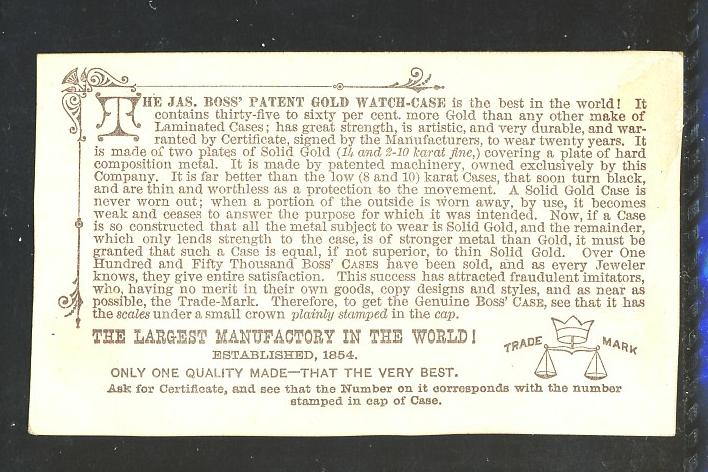 THE JAS. BOSS' PATENT GOLD WATCH-CASE is the best in the world! It
contains thirty-five to sixty per cent. more Gold than any other make of
Laminated Cases; has great strength, is artistic, and very durable, and war-
ranted by Certificate, signed by the Manufacturers, to wear twenty years. It
is made of two plates of Solid Gold (14 and 2-10 karat fine,) covering a plate of hard
composition metal. It is made by patented machinery, owned exclusively by this
Company. It is far better than the low (8 and 10) karat Cases, that soon turn black,
and are thin and worthless as a protection to the movement. A Solid Gold Case is
never worn out; when a portion of the outside is worn away, by use, it becomes
weak and ceases to answer the purpose for which it was intended. Now, if a Case
is so constructed that all the metal subject to wear is Solid Gold, and the remainder,
which only lends strength to the case, is of stronger metal than Gold, it must be
granted that such a Case is equal, if not superior, to thin Solid Gold. Over One
Hundred and Fifty Thousand BOSS' CASES have been sold, and as every Jeweler
knows, they give entire satisfaction. This success has attracted fraudulent imitators,
who, having no merit in their own goods, copy designs and styles, and as near as
possible, the Trade-Mark. Therefore, to get the Genuine BOSS' CASE, see that it has
the scales under a small crown plainly stamped in the cap.
THE LARGEST MANUFACTORY IN THE WORLD!
ESTABLISHED, 1854.
ONLY ONE QUALITY MADE—THAT THE VERY BEST.
TRADE MARK
Ask for Certificate, and see that the Number on it corresponds with the number
stamped in cap of Case.